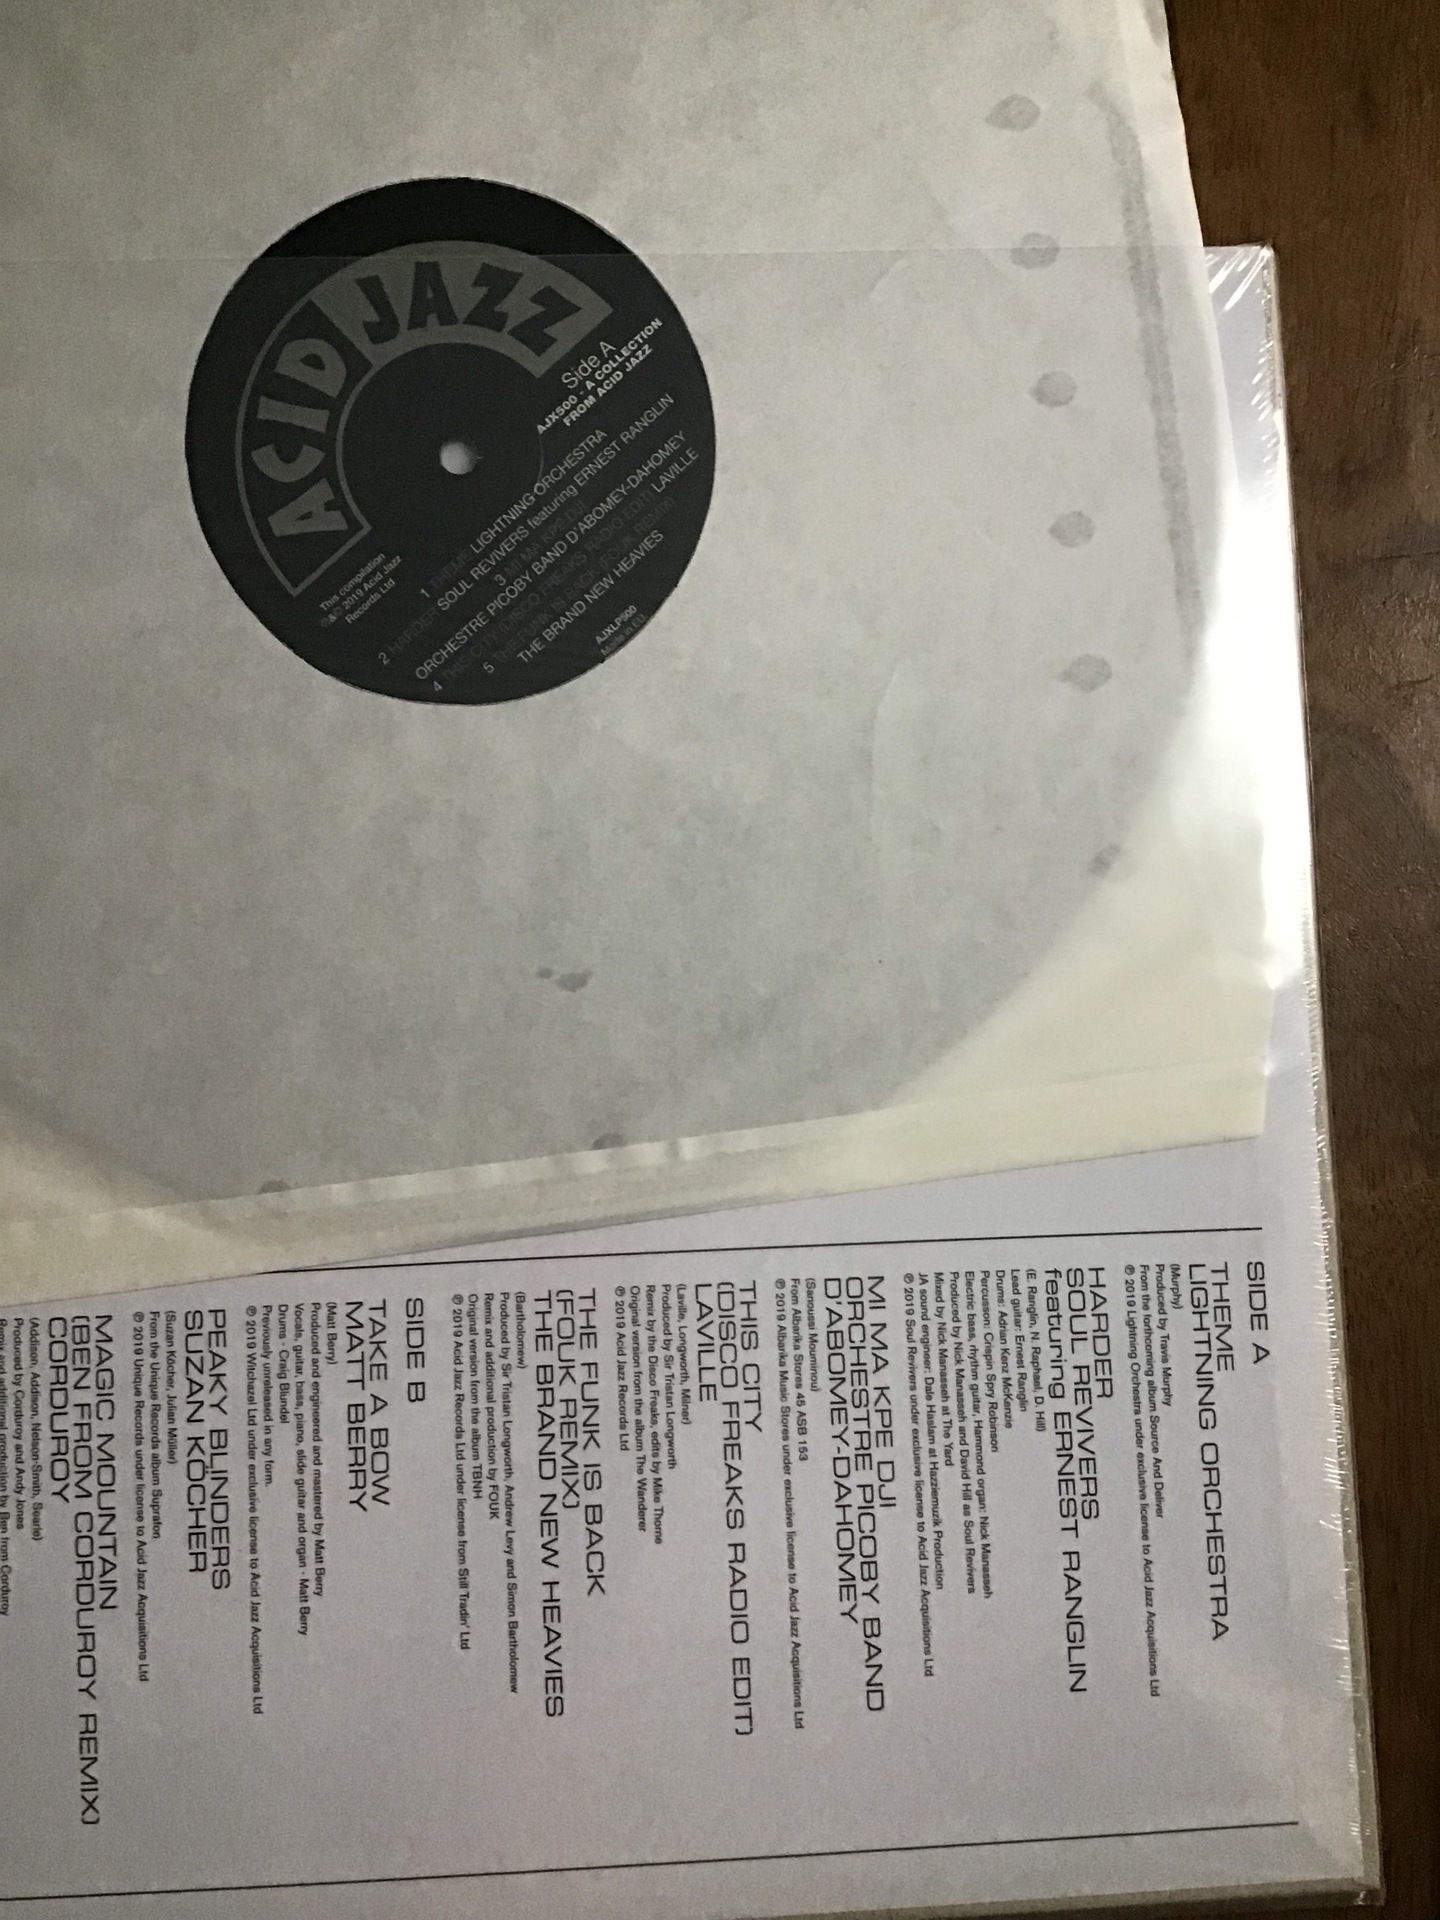 ACID JAZZ
Side A
AJX500 - A COLLECTION
FROM ACID JAZZ
1 THEME LIGHTNING ORCHESTRA
2 HARDER SOUL REVIVERS featuring ERNEST RANGLIN
3 MI MA KPE DJI
ORCHESTRE PICOBY BAND D'ABOMEY-DAHOMEY
4 THIS CITY (DISCO FREAKS RADIO EDIT) LAVILLE
5 THE FUNK IS BACK (FOUK REMIX)
THE BRAND NEW HEAVIES
AJXLP500
Made in EU.
This compilation
℗&© 2019 Acid Jazz
Records Ltd
SIDE A
THEME
LIGHTNING ORCHESTRA
(Murphy)
Produced by Travis Murphy
From the forthcoming album Source And Deliver
℗ 2019 Lightning Orchestra under exclusive license to Acid Jazz Acquisitions Ltd
HARDER
SOUL REVIVERS
featuring ERNEST RANGLIN
(E. Ranglin, N. Raphael, D. Hill)
Lead guitar: Ernest Ranglin
Drums: Adrian Kenz McKenzie
Percusson: Crispin Spry Robinson
Electric bass, rhythm guitar, Hammond organ: Nick Manasseh
Produced by Nick Manasseh and David Hill as Soul Revivers
Mixed by Nick Manasseh at The Yard
JA sound engineer: Dale Haslam at Hazziemuzik Production
℗ 2019 Soul Revivers under exclusive license to Acid Jazz Acquisitions Ltd
MI MA KPE DJI
ORCHESTRE PICOBY BAND
D'ABOMEY-DAHOMEY
(Sanoussi Mouminou)
From Albarika Stores 45 ASB 153
℗ 2019 Albarika Music Stores under exclusive license to Acid Jazz Acquisitions Ltd
THIS CITY
(DISCO FREAKS RADIO EDIT)
LAVILLE
(Laville, Longworth, Milner)
Produced by Sir Tristan Longworth
Remix by the Disco Freaks, edits by Mike Thorne
Original version from the album The Wanderer
℗ 2019 Acid Jazz Records Ltd
THE FUNK IS BACK
(FOUK REMIX)
THE BRAND NEW HEAVIES
(Bartholomew)
Produced by Sir Tristan Longworth, Andrew Levy and Simon Bartholomew
Remix and additional production by FOUK
Original version from the album TBNH
℗ 2019 Acid Jazz Records Ltd under license from Still Tradin' Ltd
SIDE B
TAKE A BOW
MATT BERRY
(Matt Berry)
Produced and engineered and mastered by Matt Berry
Vocals, guitar, bass, piano, slide guitar and organ - Matt Berry
Drums - Craig Blundel
Previously unreleased in any form.
℗ 2019 Wichazel Ltd under exclusive license to Acid Jazz Acquisitions Ltd
PEAKY BLINDERS
SUZAN KÖCHER
(Suzan Köcher, Julian Müller)
From the Unique Records album Suprafon
℗ 2019 Unique Records under license to Acid Jazz Acquisitions Ltd
MAGIC MOUNTAIN
(BEN FROM CORDUROY REMIX)
CORDUROY
(Addison, Addison, Nelson-Smith, Searle)
Produced by Corduroy and Andy Jones
Remix and additional production by Ben from Corduroy